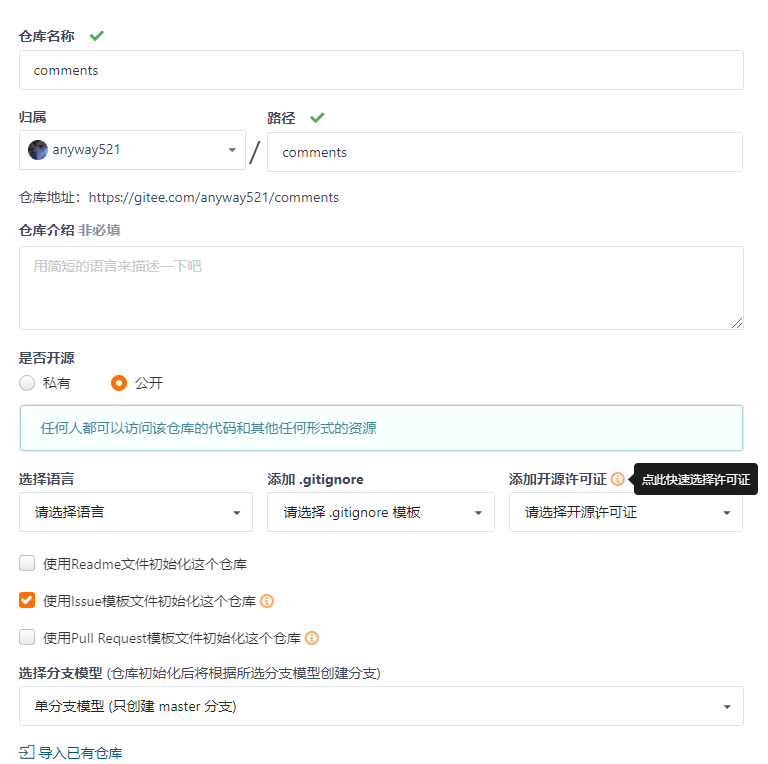 仓库名称
comments
归属 路径
anyway521 / comments
仓库地址：https://gitee.com/anyway521/comments
仓库介绍 非必填
用简短的语言来描述一下吧
是否开源
私有 公开
任何人都可以访问该仓库的代码和其他任何形式的资源
选择语言 添加 .gitignore 添加开源许可证 点此快速选择许可证
请选择语言 请选择 .gitignore 模板 请选择开源许可证
使用Readme文件初始化这个仓库
使用Issue模板文件初始化这个仓库
使用Pull Request模板文件初始化这个仓库
选择分支模型 (仓库初始化后将根据所选分支模型创建分支)
单分支模型 (只创建 master 分支)
导入已有仓库